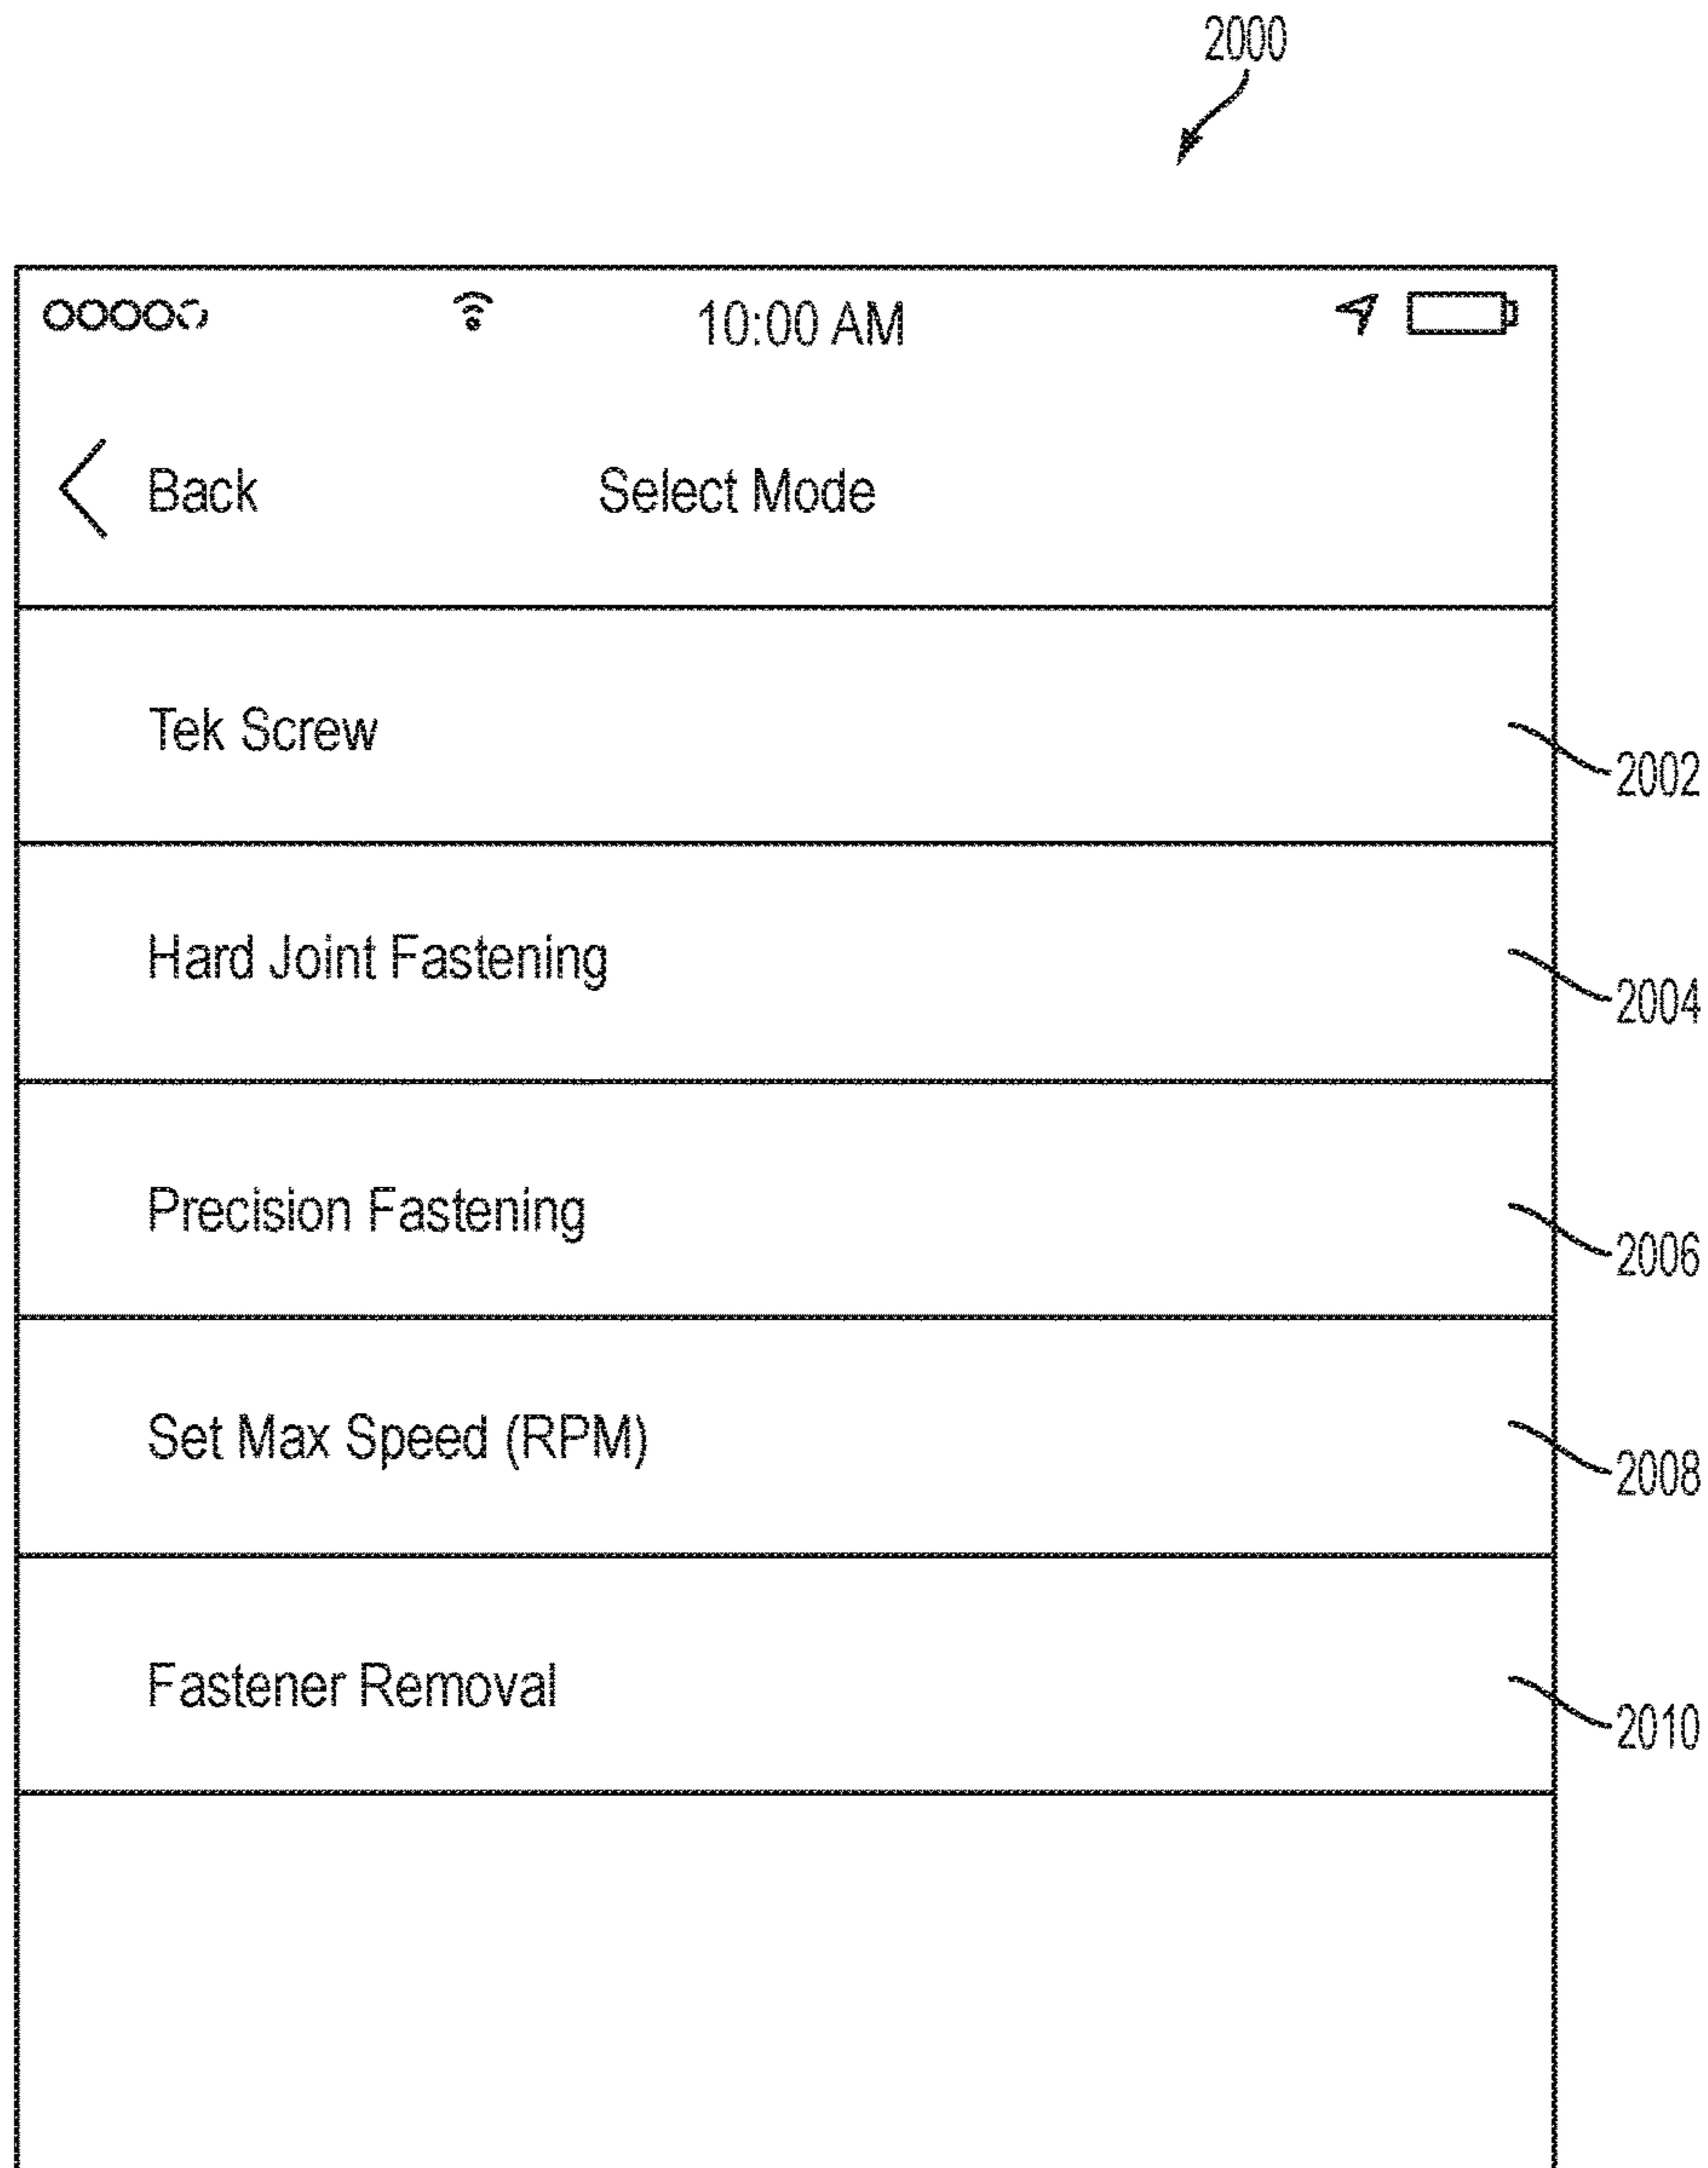 2000
10:00 AM
Back
Select Mode
Tek Screw
2002
Hard Joint Fastening
2004
Precision Fastening
2006
Set Max Speed (RPM)
2008
Fastener Removal
2010